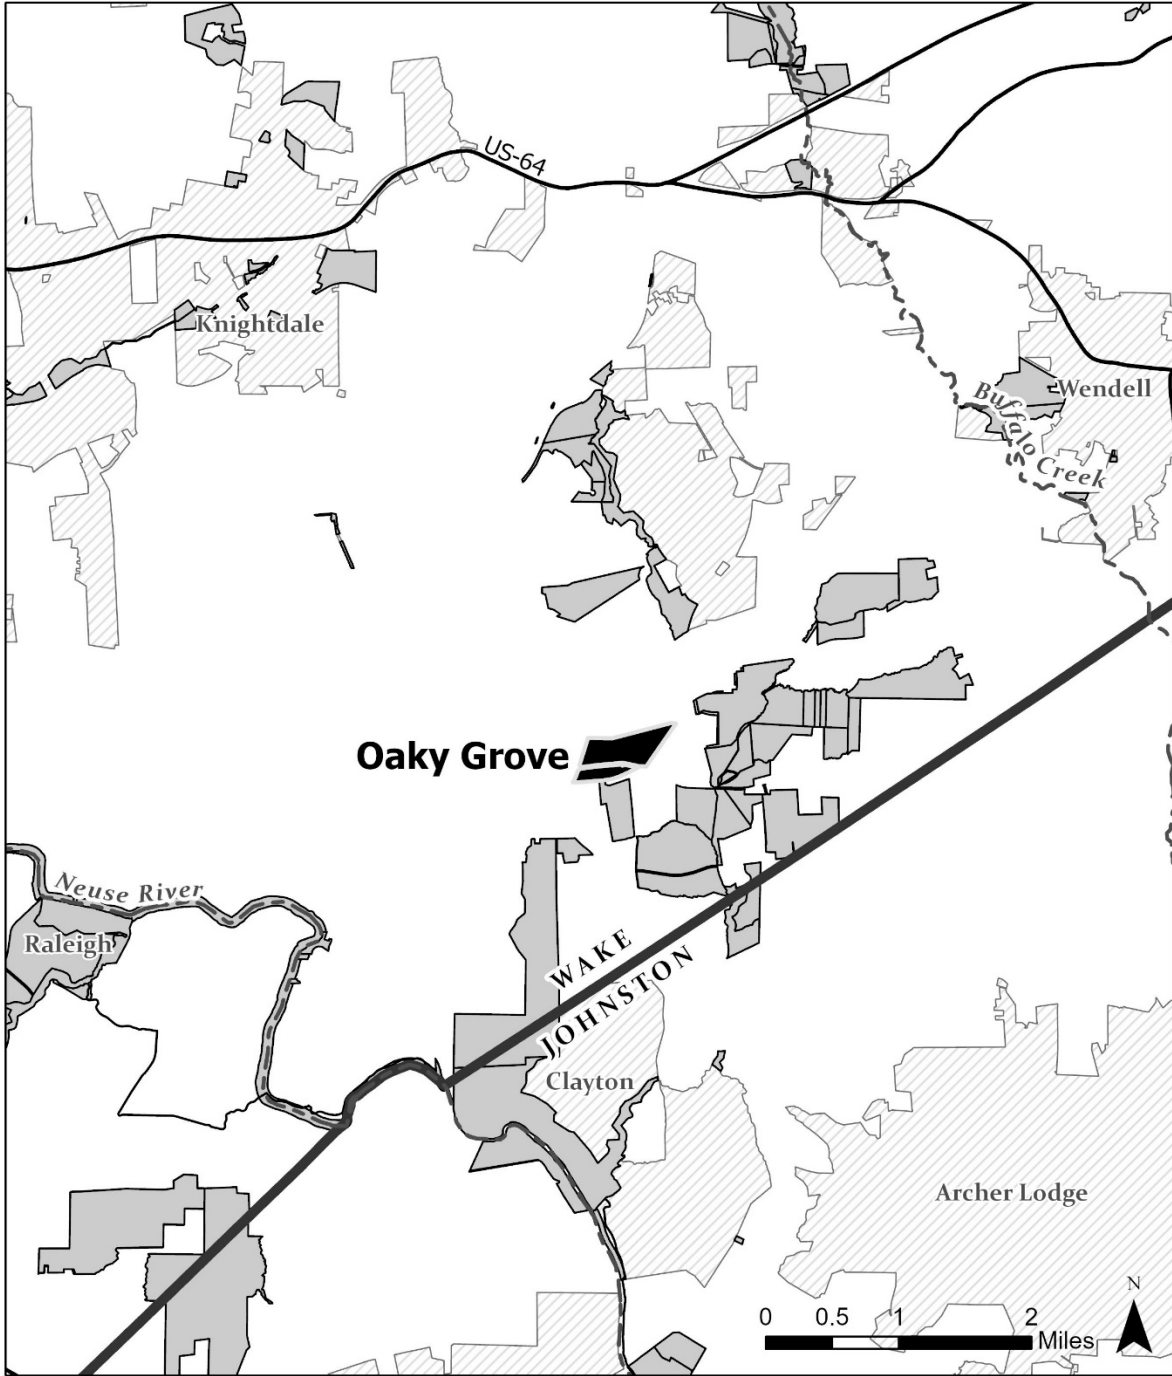 US-64
Knightdale
Wendell
Buffalo Creek
Oaky Grove
Neuse River
Raleigh
WAKE
JOHNSTON
Clayton
Archer Lodge
N
0 0.5 1 2
Miles